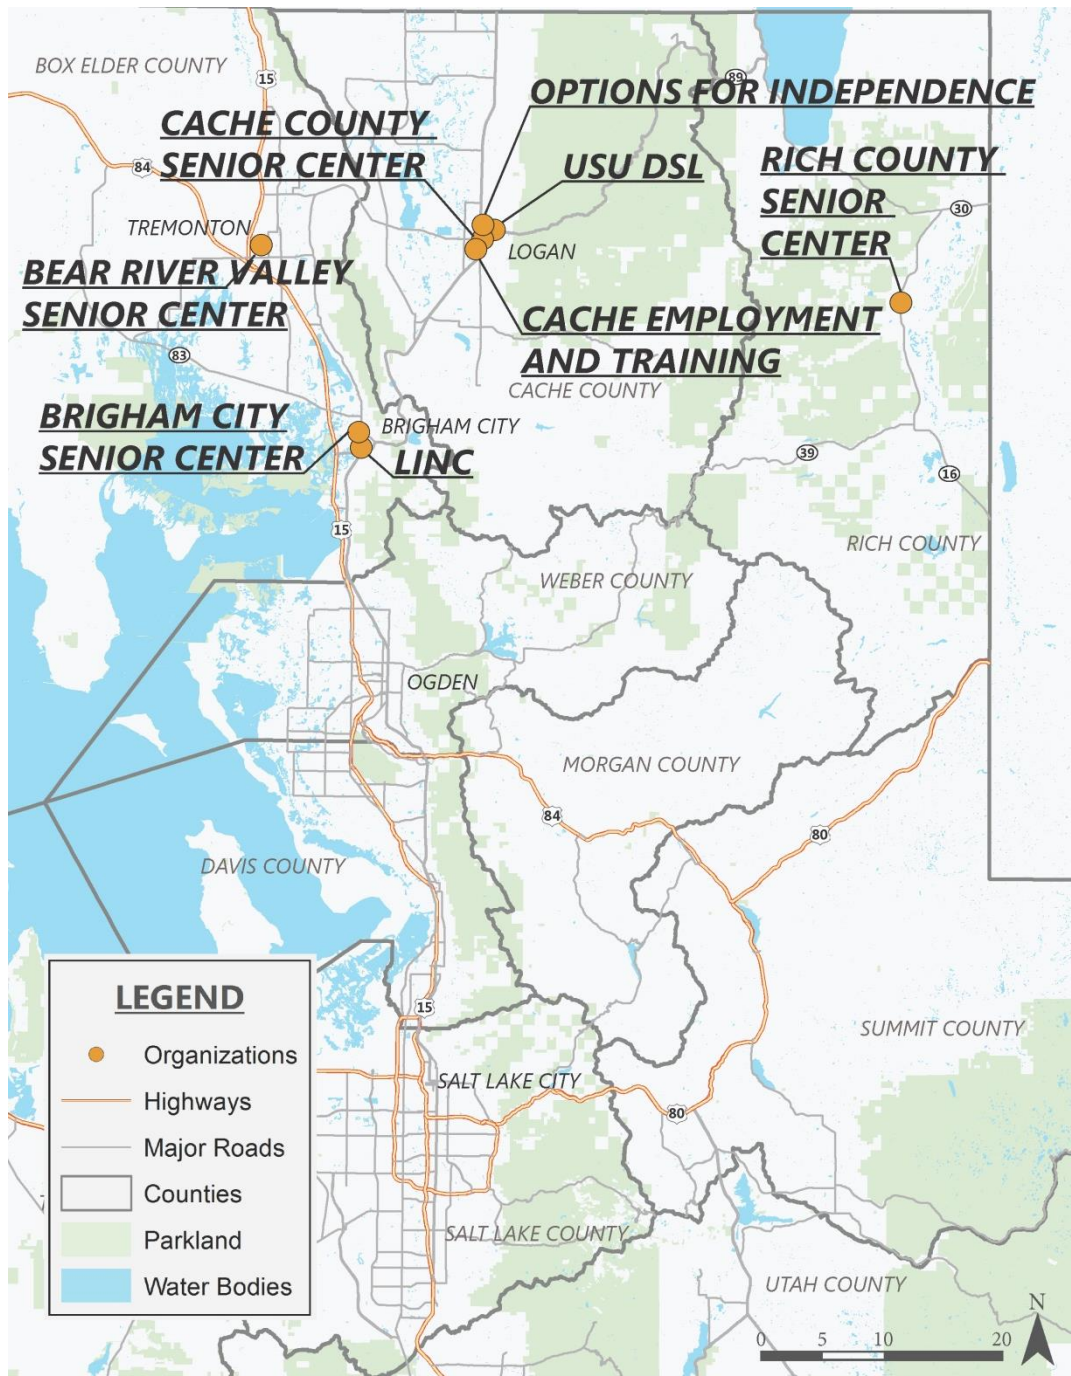 BOX ELDER COUNTY
15
89
OPTIONS FOR INDEPENDENCE
CACHE COUNTY
SENIOR CENTER
USU DSL
RICH COUNTY
SENIOR
CENTER
84
30
TREMONTON
LOGAN
BEAR RIVER VALLEY
SENIOR CENTER
CACHE EMPLOYMENT
AND TRAINING
83
CACHE COUNTY
BRIGHAM CITY
SENIOR CENTER
BRIGHAM CITY
LINC
39
16
15
RICH COUNTY
WEBER COUNTY
OGDEN
MORGAN COUNTY
84
80
DAVIS COUNTY
LEGEND
Organizations
Highways
Major Roads
Counties
Parkland
Water Bodies
15
SUMMIT COUNTY
SALT LAKE CITY
80
SALT LAKE COUNTY
UTAH COUNTY
N
0 5 10 20